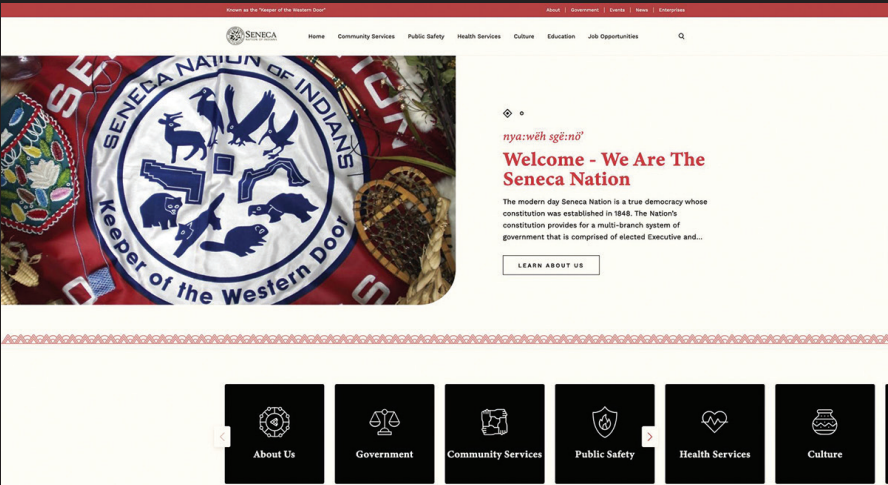 Known as the "Keeper of the Western Door"
About | Government | Events | News | Enterprises
SENECA
NATION OF INDIANS
Home Community Services Public Safety Health Services Culture Education Job Opportunities
SENECA NATION OF INDIANS
Keeper of the Western Door
nya:wëh sgë:nö’
Welcome - We Are The
Seneca Nation
The modern day Seneca Nation is a true democracy whose
constitution was established in 1848. The Nation's
constitution provides for a multi-branch system of
government that is comprised of elected Executive and...
LEARN ABOUT US
About Us
Government
Community Services
Public Safety
Health Services
Culture